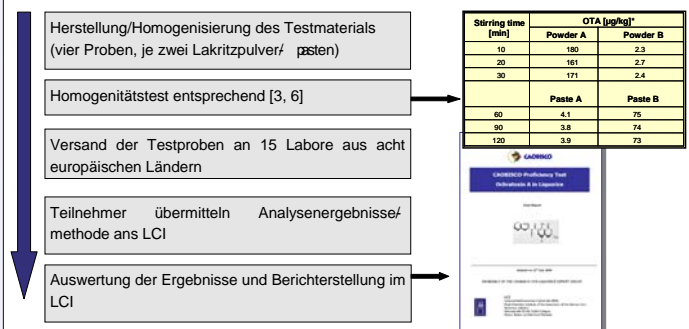 Herstellung/Homogenisierung des Testmaterials
(vier Proben, je zwei Lakritzpulver/ pasten)
Homogenitätstest entsprechend [3, 6]
Versand der Testproben an 15 Labore aus acht
europäischen Ländern
Teilnehmer übermitteln Analysenergebnisse/
methode ans LCI
Auswertung der Ergebnisse und Berichterstellung im
LCI
Stirring time [min] OTA [µg/kg]*
Powder A Powder B
10 180 2.3
20 161 2.7
30 171 2.4
Paste A Paste B
60 4.1 75
90 3.8 74
120 3.9 73
CAOBISCO
CAOBISCO Proficiency Test
Ochratoxin A in Liquorice